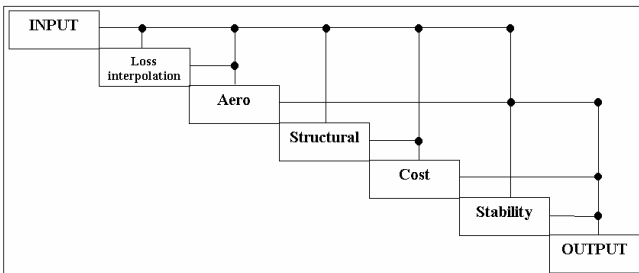 INPUT
Loss
interpolation
Aero
Structural
Cost
Stability
OUTPUT